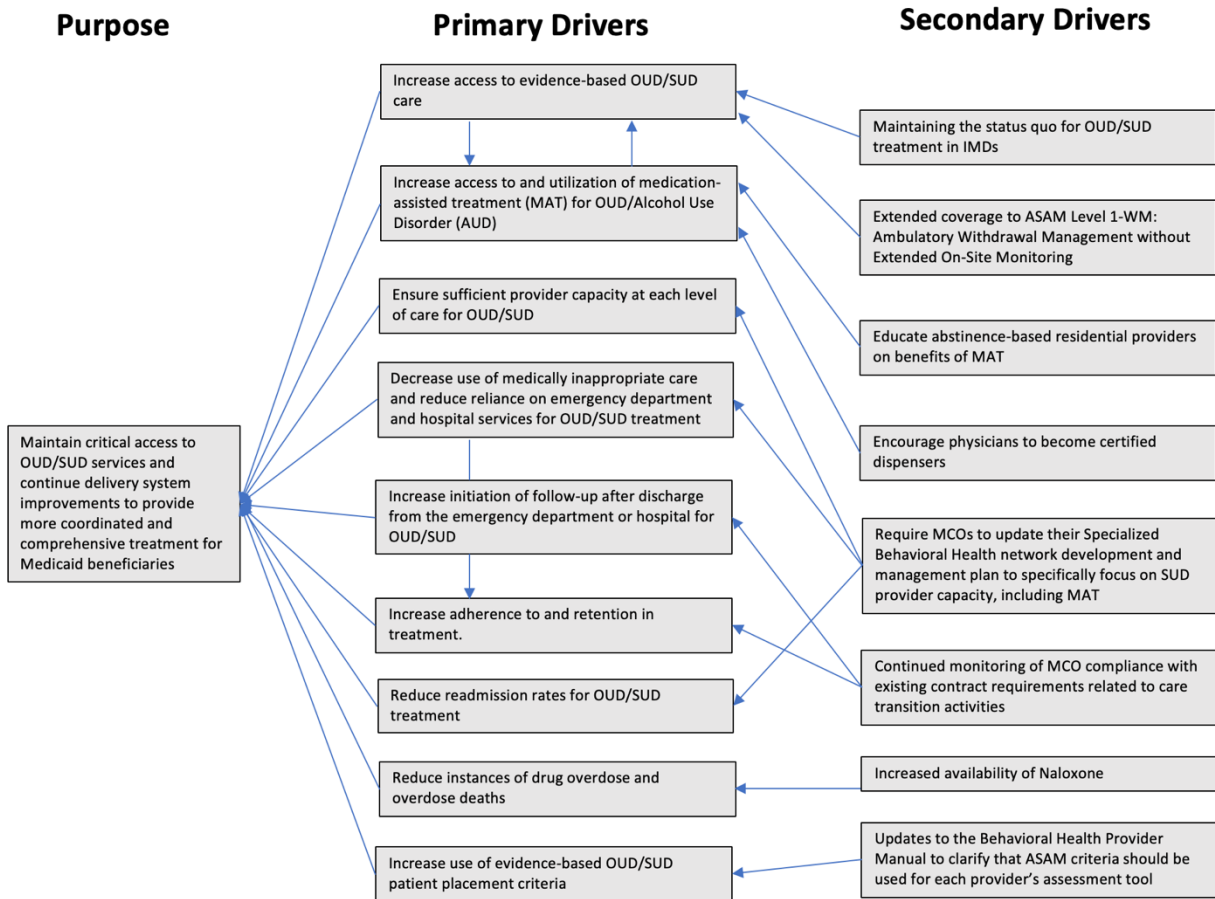 Purpose
Primary Drivers
Secondary Drivers
Maintain critical access to
OUD/SUD services and
continue delivery system
improvements to provide
more coordinated and
comprehensive treatment for
Medicaid beneficiaries
Increase access to evidence-based OUD/SUD
care
Increase access to and utilization of medication-
assisted treatment (MAT) for OUD/Alcohol Use
Disorder (AUD)
Ensure sufficient provider capacity at each level
of care for OUD/SUD
Decrease use of medically inappropriate care
and reduce reliance on emergency department
and hospital services for OUD/SUD treatment
Increase initiation of follow-up after discharge
from the emergency department or hospital for
OUD/SUD
Increase adherence to and retention in
treatment.
Reduce readmission rates for OUD/SUD
treatment
Reduce instances of drug overdose and
overdose deaths
Increase use of evidence-based OUD/SUD
patient placement criteria
Maintaining the status quo for OUD/SUD
treatment in IMDs
Extended coverage to ASAM Level 1-WM:
Ambulatory Withdrawal Management without
Extended On-Site Monitoring
Educate abstinence-based residential providers
on benefits of MAT
Encourage physicians to become certified
dispensers
Require MCOs to update their Specialized
Behavioral Health network development and
management plan to specifically focus on SUD
provider capacity, including MAT
Continued monitoring of MCO compliance with
existing contract requirements related to care
transition activities
Increased availability of Naloxone
Updates to the Behavioral Health Provider
Manual to clarify that ASAM criteria should be
used for each provider’s assessment tool